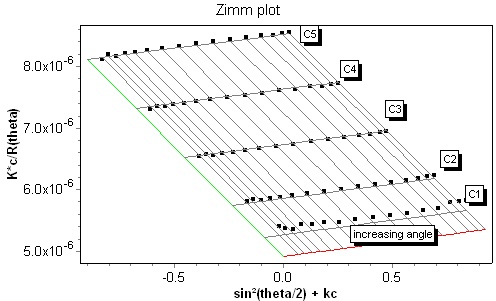 Zimm plot
C5
8.0x10⁻⁶
C4
7.0x10⁻⁶
C3
K*c/R(theta)
6.0x10⁻⁶
C2
C1
increasing angle
5.0x10⁻⁶
-0.5
0.0
0.5
sin²(theta/2) + kc